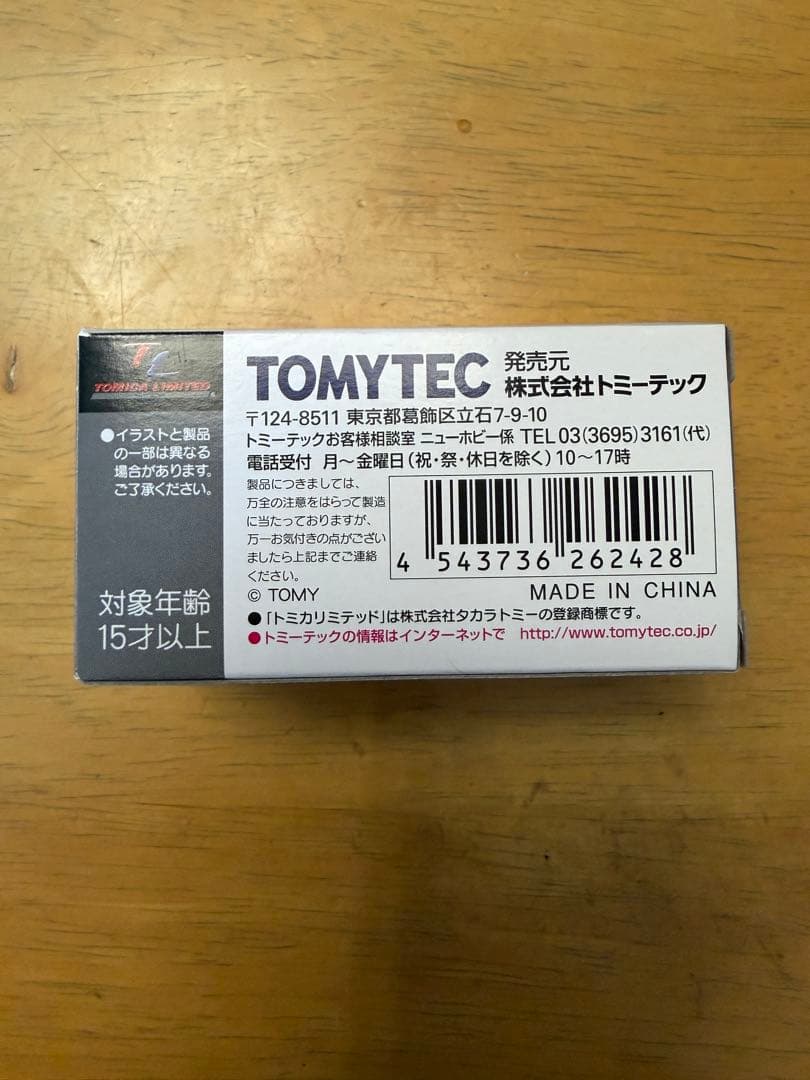 TL
TOMICA LIMITED
®
●イラストと製品
の一部は異なる
場合があります。
ご了承ください。
対象年齢
15才以上
TOMYTEC 発売元
株式会社トミーテック
〒124-8511 東京都葛飾区立石7-9-10
トミーテックお客様相談室 ニューホビー係 TEL 03(3695)3161(代)
電話受付 月〜金曜日(祝・祭・休日を除く)10〜17時
製品につきましては、
万全の注意をはらって製造
に当たっておりますが、
万一お気付きの点がござい
ましたら上記までご連絡
ください。
© TOMY
4 543736 262428
MADE IN CHINA
●「トミカリミテッド」は株式会社タカラトミーの登録商標です。
●トミーテックの情報はインターネットで http://www.tomytec.co.jp/